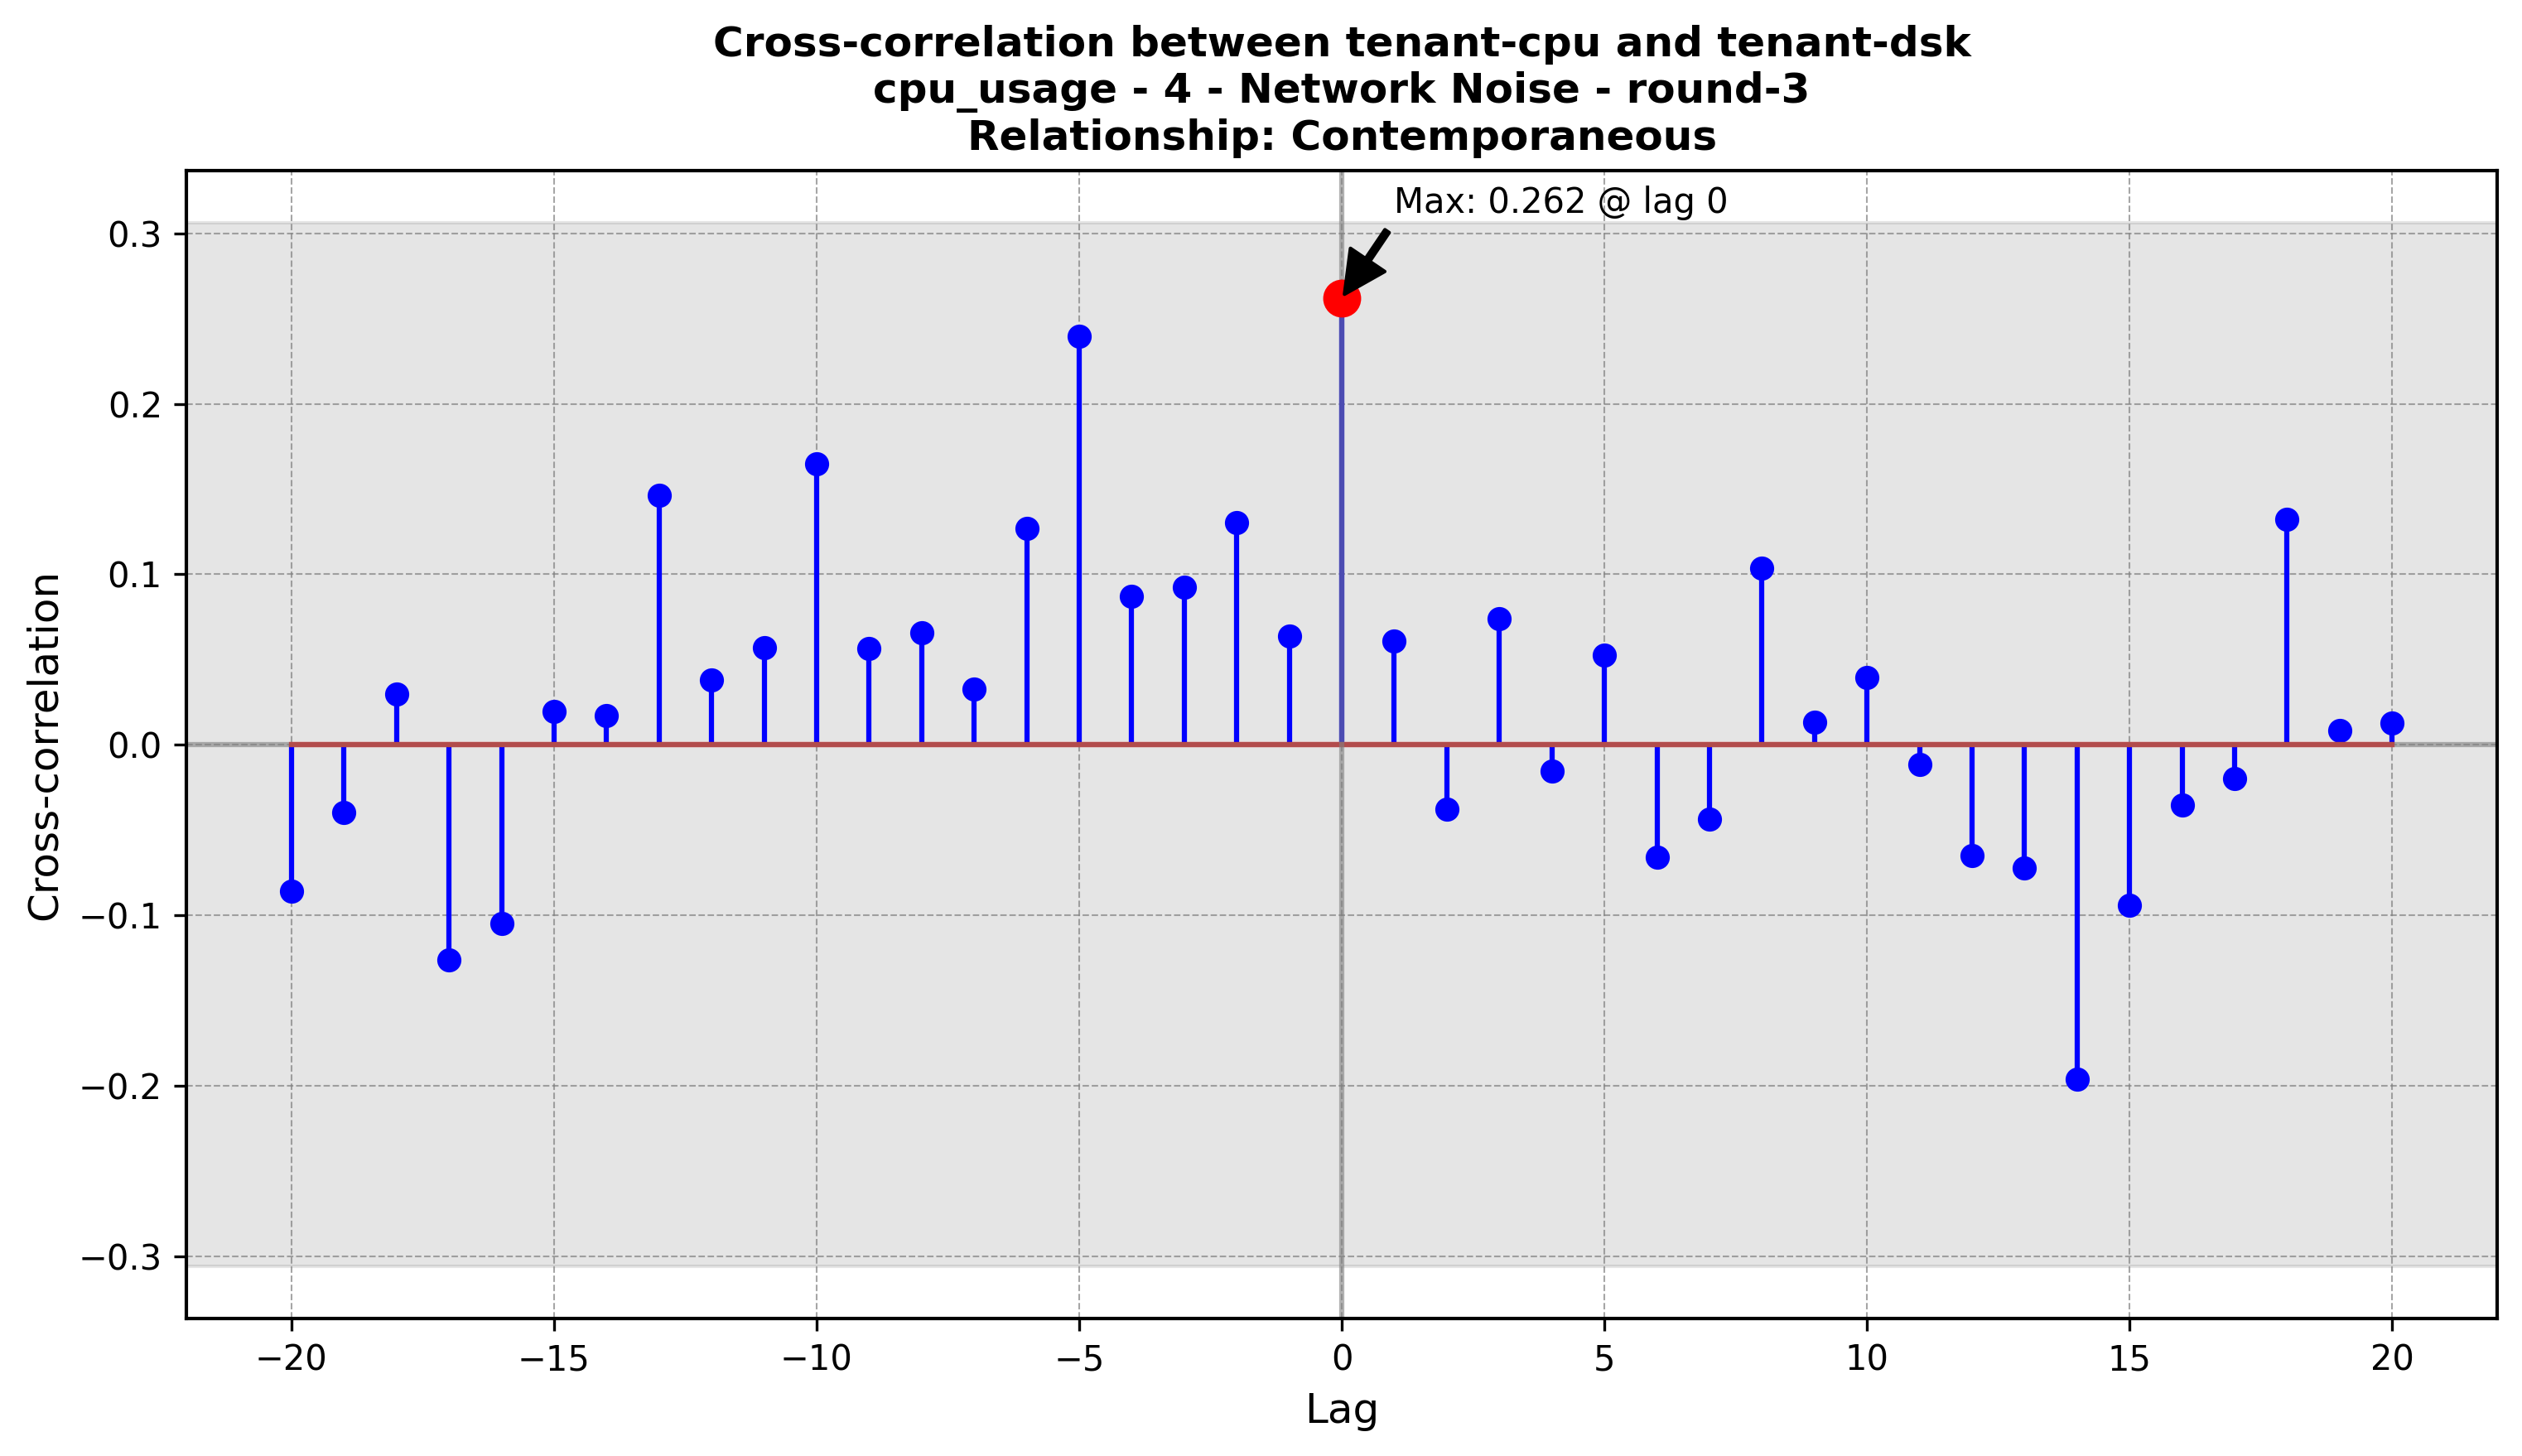 Cross-correlation between tenant-cpu and tenant-dsk
cpu_usage - 4 - Network Noise - round-3
Relationship: Contemporaneous
Max: 0.262 @ lag 0
0.3
0.2
0.1
0.0
−0.1
−0.2
−0.3
Cross-correlation
−20
−15
−10
−5
0
5
10
15
20
Lag